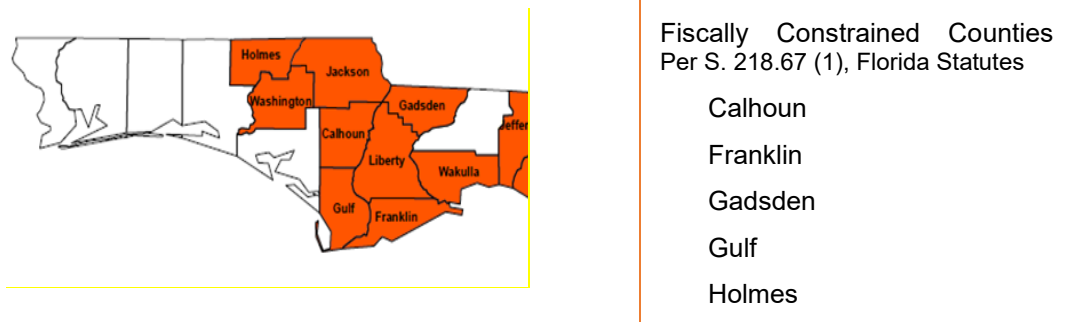 Holmes
Jackson
Washington
Gadsden
Jeffer
Calhoun
Liberty
Wakulla
Gulf
Franklin
Fiscally Constrained Counties
Per S. 218.67 (1), Florida Statutes
Calhoun
Franklin
Gadsden
Gulf
Holmes